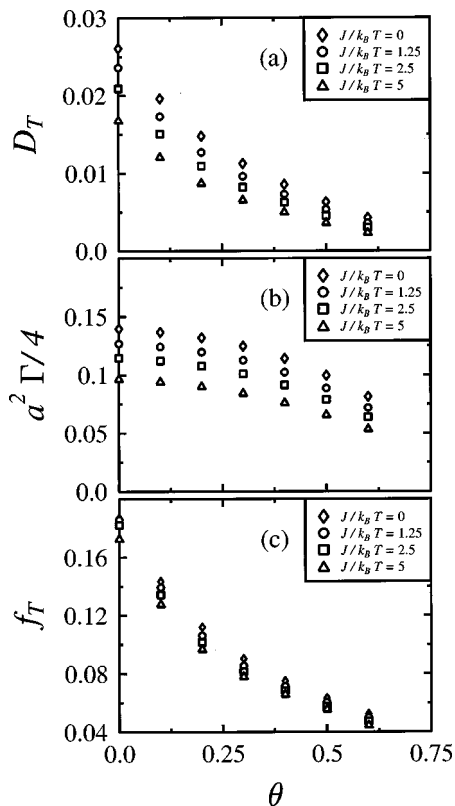 0.03
0.02
0.01
0.0
D_T
(a)
◇ J/k_B T = 0
○ J/k_B T = 1.25
□ J/k_B T = 2.5
△ J/k_B T = 5
0.15
0.1
0.05
0.0
a² Γ/4
(b)
◇ J/k_B T = 0
○ J/k_B T = 1.25
□ J/k_B T = 2.5
△ J/k_B T = 5
0.16
0.12
0.08
0.04
f_T
(c)
◇ J/k_B T = 0
○ J/k_B T = 1.25
□ J/k_B T = 2.5
△ J/k_B T = 5
0.0 0.25 0.5 0.75
θ